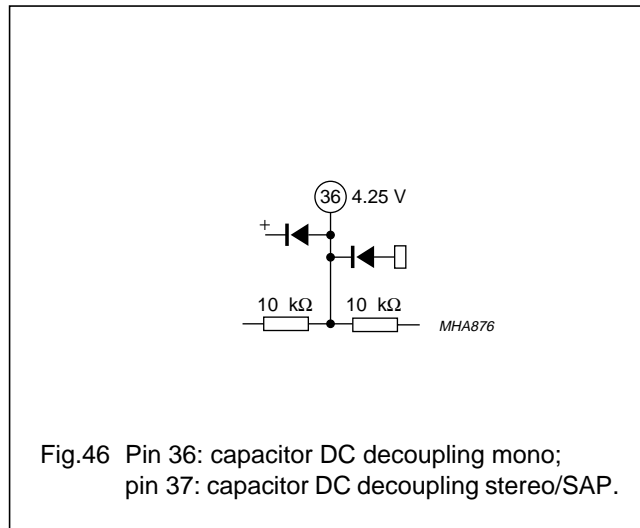 36 4.25 V
+
10 kΩ 10 kΩ
MHA876
Fig.46 Pin 36: capacitor DC decoupling mono;
pin 37: capacitor DC decoupling stereo/SAP.